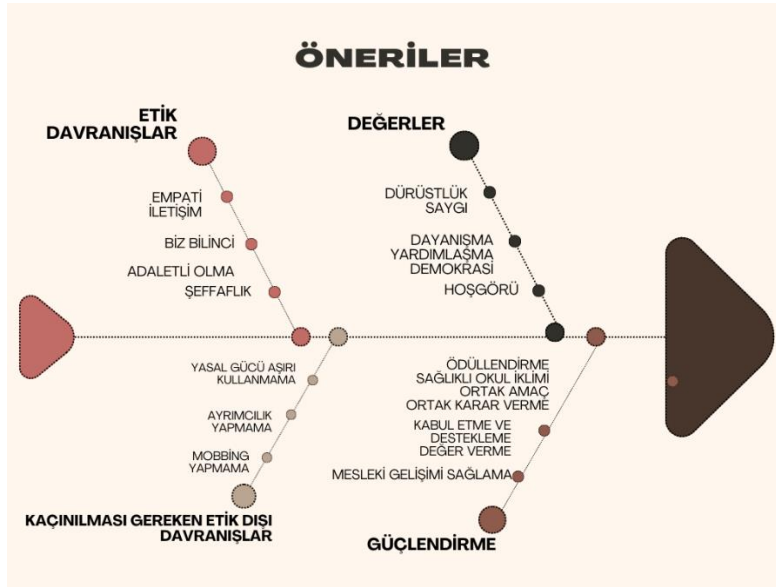 ÖNERİLER
ETİK
DAVRANIŞLAR
EMPATİ
İLETİŞİM
BİZ BİLİNCİ
ADALETLİ OLMA
ŞEFFAFLIK
DEĞERLER
DÜRÜSTLÜK
SAYGI
DAYANIŞMA
YARDIMLAŞMA
DEMOKRASİ
HOŞGÖRÜ
YASAL GÜCÜ AŞIRI
KULLANMAMA
AYRIMCILIK
YAPMAMA
MOBBİNG
YAPMAMA
KAÇINILMASI GEREKEN ETİK DIŞI
DAVRANIŞLAR
ÖDÜLLENDİRME
SAĞLIKLI OKUL İKLİMİ
ORTAK AMAÇ
ORTAK KARAR VERME
KABUL ETME VE
DESTEKLEME
DEĞER VERME
MESLEKİ GELİŞİMİ SAĞLAMA
GÜÇLENDİRME